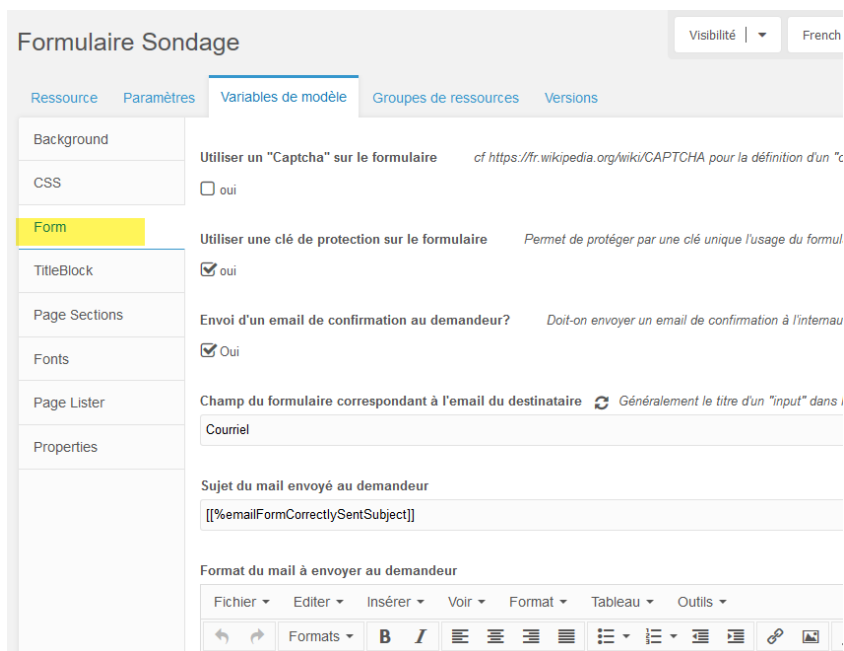 Formulaire Sondage
Visibilité
French
Ressource Paramètres Variables de modèle Groupes de ressources Versions
Background
CSS
Form
TitleBlock
Page Sections
Fonts
Page Lister
Properties
Utiliser un "Captcha" sur le formulaire cf https://fr.wikipedia.org/wiki/CAPTCHA pour la définition d'un
oui
Utiliser une clé de protection sur le formulaire Permet de protéger par une clé unique l'usage du
oui
Envoi d'un email de confirmation au demandeur? Doit-on envoyer un email de confirmation à
Oui
Champ du formulaire correspondant à l'email du destinataire Généralement le titre d'un "input" dans
Courriel
Sujet du mail envoyé au demandeur
[[%emailFormCorrectlySentSubject]]
Format du mail à envoyer au demandeur
Fichier Editer Insérer Voir Format Tableau Outils
Formats B I